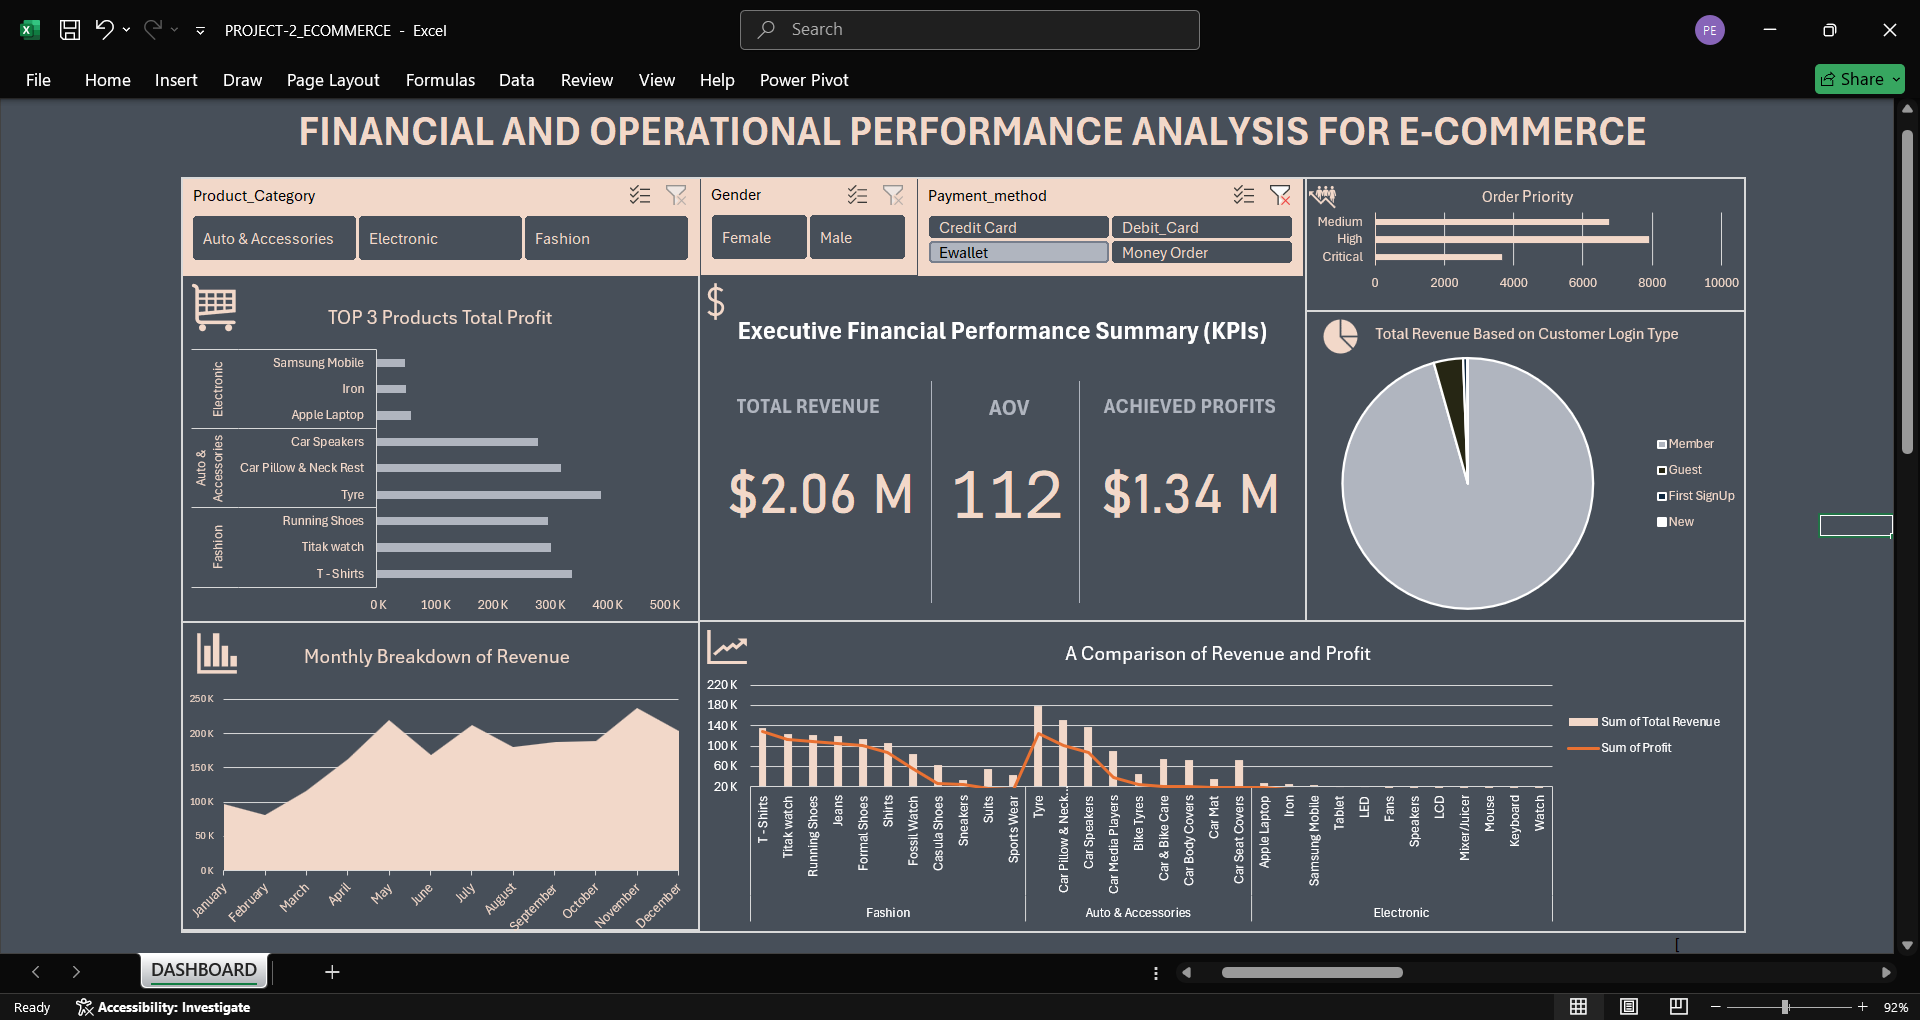 PROJECT-2_ECOMMERCE - Excel
Search
PE
File Home Insert Draw Page Layout Formulas Data Review View Help Power Pivot
Share
FINANCIAL AND OPERATIONAL PERFORMANCE ANALYSIS FOR E-COMMERCE
Product_Category
Auto & Accessories Electronic Fashion
Gender
Female Male
Payment_method
Credit Card Debit_Card
Ewallet Money Order
Order Priority
Medium
High
Critical
0 2000 4000 6000 8000 10000
TOP 3 Products Total Profit
Electronic
Samsung Mobile
Iron
Apple Laptop
Auto & Accessories
Car Speakers
Car Pillow & Neck Rest
Tyre
Fashion
Running Shoes
Titak watch
T - Shirts
0 K 100 K 200 K 300 K 400 K 500 K
$
Executive Financial Performance Summary (KPIs)
TOTAL REVENUE AOV ACHIEVED PROFITS
$2.06 M 112 $1.34 M
Total Revenue Based on Customer Login Type
Member
Guest
First SignUp
New
Monthly Breakdown of Revenue
250 K
200 K
150 K
100 K
50 K
0 K
January February March April May June July August September October November December
A Comparison of Revenue and Profit
220 K
180 K
140 K
100 K
60 K
20 K
T - Shirts Titak watch Running Shoes Jeans Formal Shoes Shirts Fossil Watch Casula Shoes Sneakers Suits Sports Wear Tyre Car Pillow & Neck... Car Speakers Car Media Players Bike Tyres Car & Bike Care Car Body Covers Car Mat Car Seat Covers Apple Laptop Iron Samsung Mobile Tablet LED Fans Speakers LCD Mixer/Juicer Mouse Keyboard Watch
Fashion Auto & Accessories Electronic
Sum of Total Revenue
Sum of Profit
[
DASHBOARD
Ready Accessibility: Investigate
92%